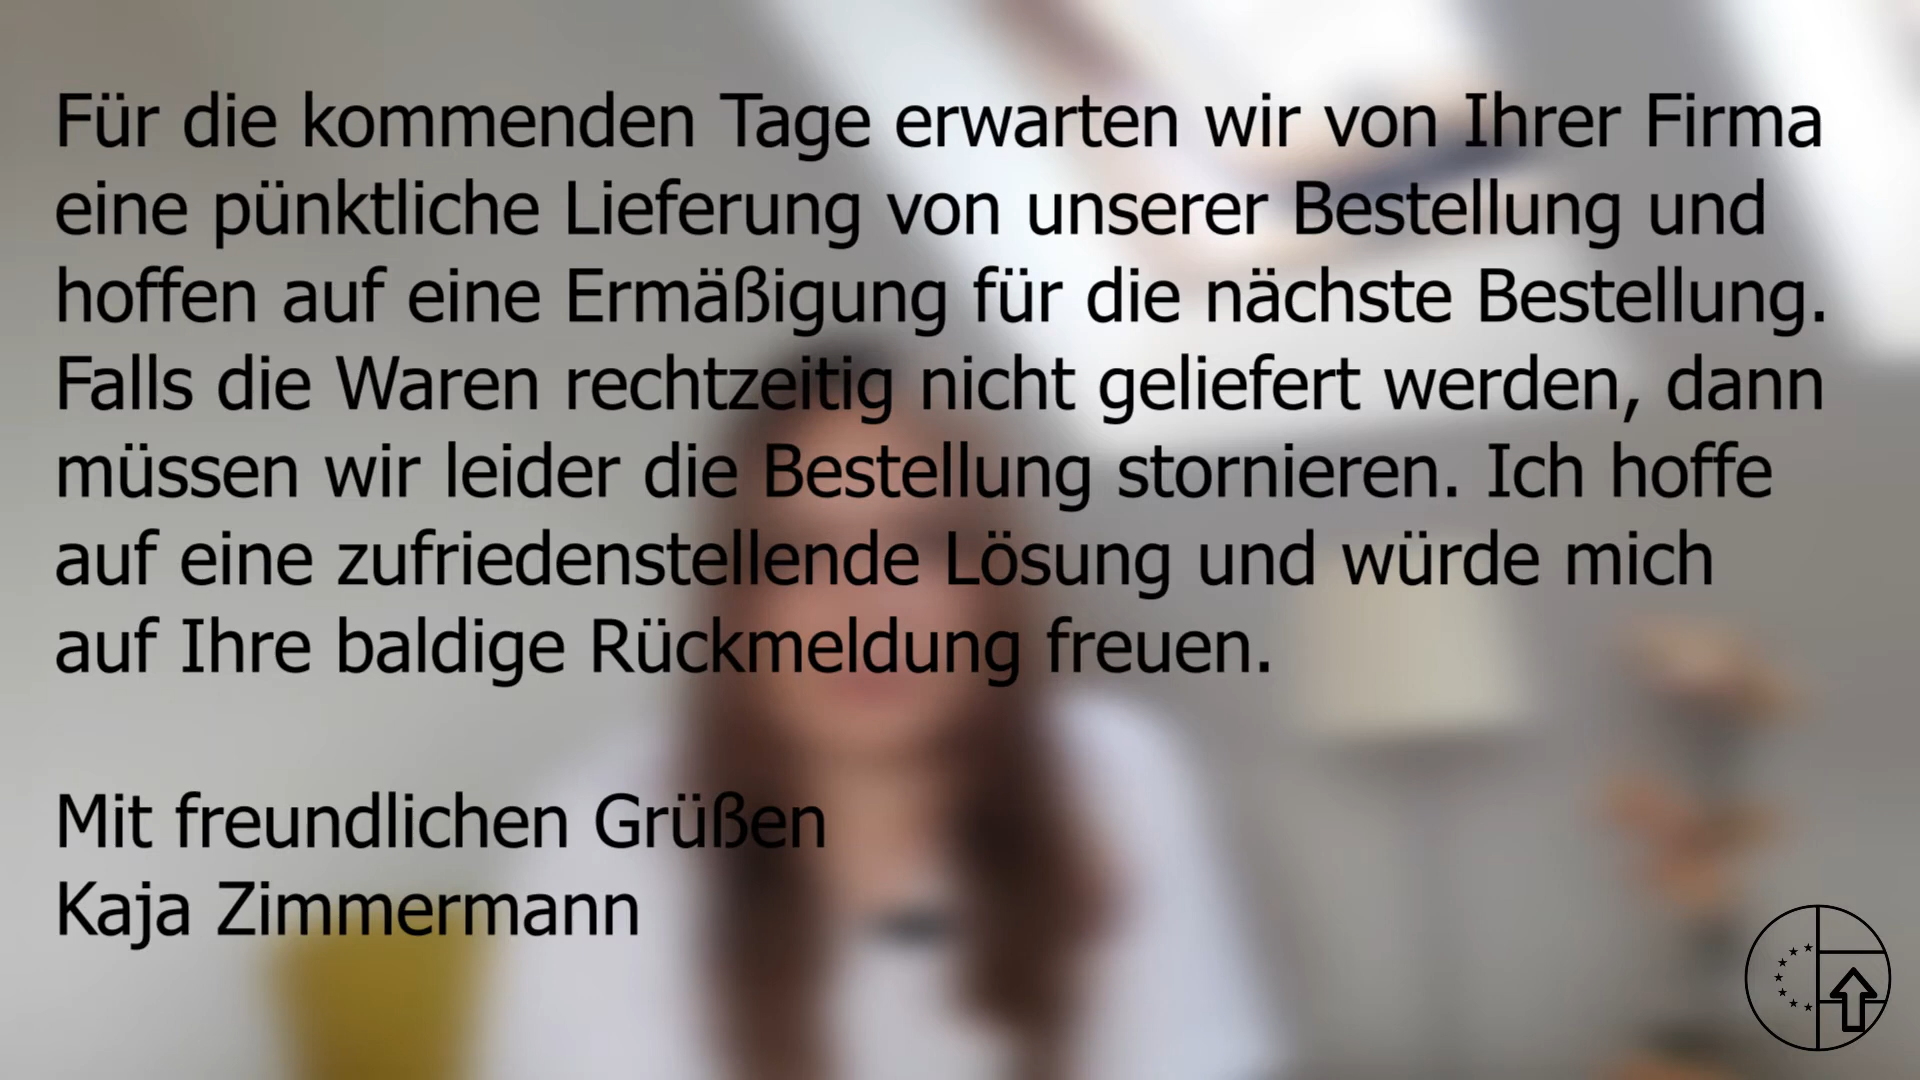 Für die kommenden Tage erwarten wir von Ihrer Firma
eine pünktliche Lieferung von unserer Bestellung und
hoffen auf eine Ermäßigung für die nächste Bestellung.
Falls die Waren rechtzeitig nicht geliefert werden, dann
müssen wir leider die Bestellung stornieren. Ich hoffe
auf eine zufriedenstellende Lösung und würde mich
auf Ihre baldige Rückmeldung freuen.
Mit freundlichen Grüßen
Kaja Zimmermann